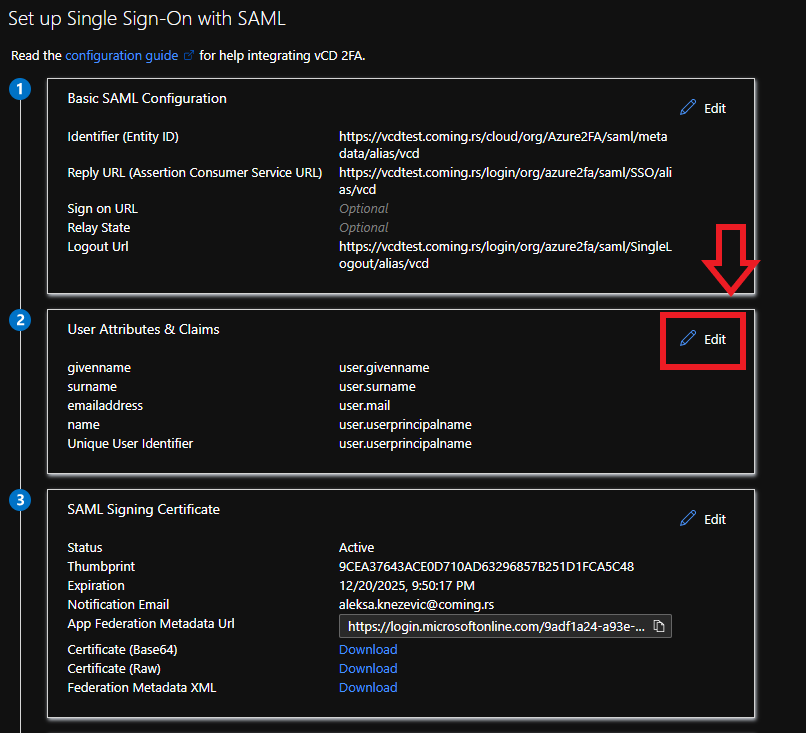 Set up Single Sign-On with SAML
Read the configuration guide for help integrating vCD 2FA.
1
Basic SAML Configuration
Edit
Identifier (Entity ID) https://vcdtest.coming.rs/cloud/org/Azure2FA/saml/meta
data/alias/vcd
Reply URL (Assertion Consumer Service URL) https://vcdtest.coming.rs/login/org/azure2fa/saml/SSO/ali
as/vcd
Sign on URL Optional
Relay State Optional
Logout Url https://vcdtest.coming.rs/login/org/azure2fa/saml/SingleL
ogout/alias/vcd
2
User Attributes & Claims
Edit
givenname user.givenname
surname user.surname
emailaddress user.mail
name user.userprincipalname
Unique User Identifier user.userprincipalname
3
SAML Signing Certificate
Edit
Status Active
Thumbprint 9CEA37643ACE0D710AD63296857B251D1FCA5C48
Expiration 12/20/2025, 9:50:17 PM
Notification Email aleksa.knezevic@coming.rs
App Federation Metadata Url https://login.microsoftonline.com/9adf1a24-a93e-...
Certificate (Base64) Download
Certificate (Raw) Download
Federation Metadata XML Download